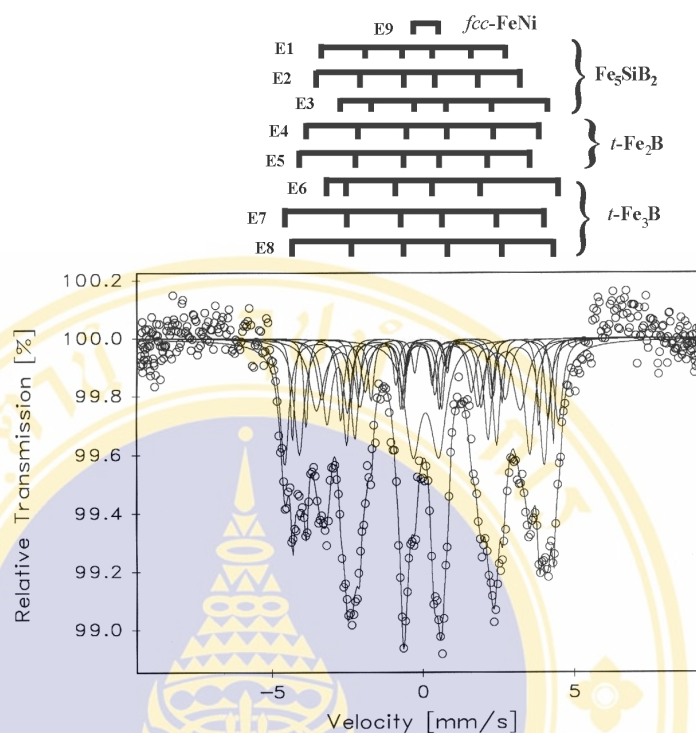 E9 fcc-FeNi
E1
E2
E3
Fe₅SiB₂
E4
E5
t-Fe₂B
E6
E7
E8
t-Fe₃B
100.2
100.0
99.8
99.6
99.4
99.2
99.0
Relative Transmission [%]
−5 0 5
Velocity [mm/s]